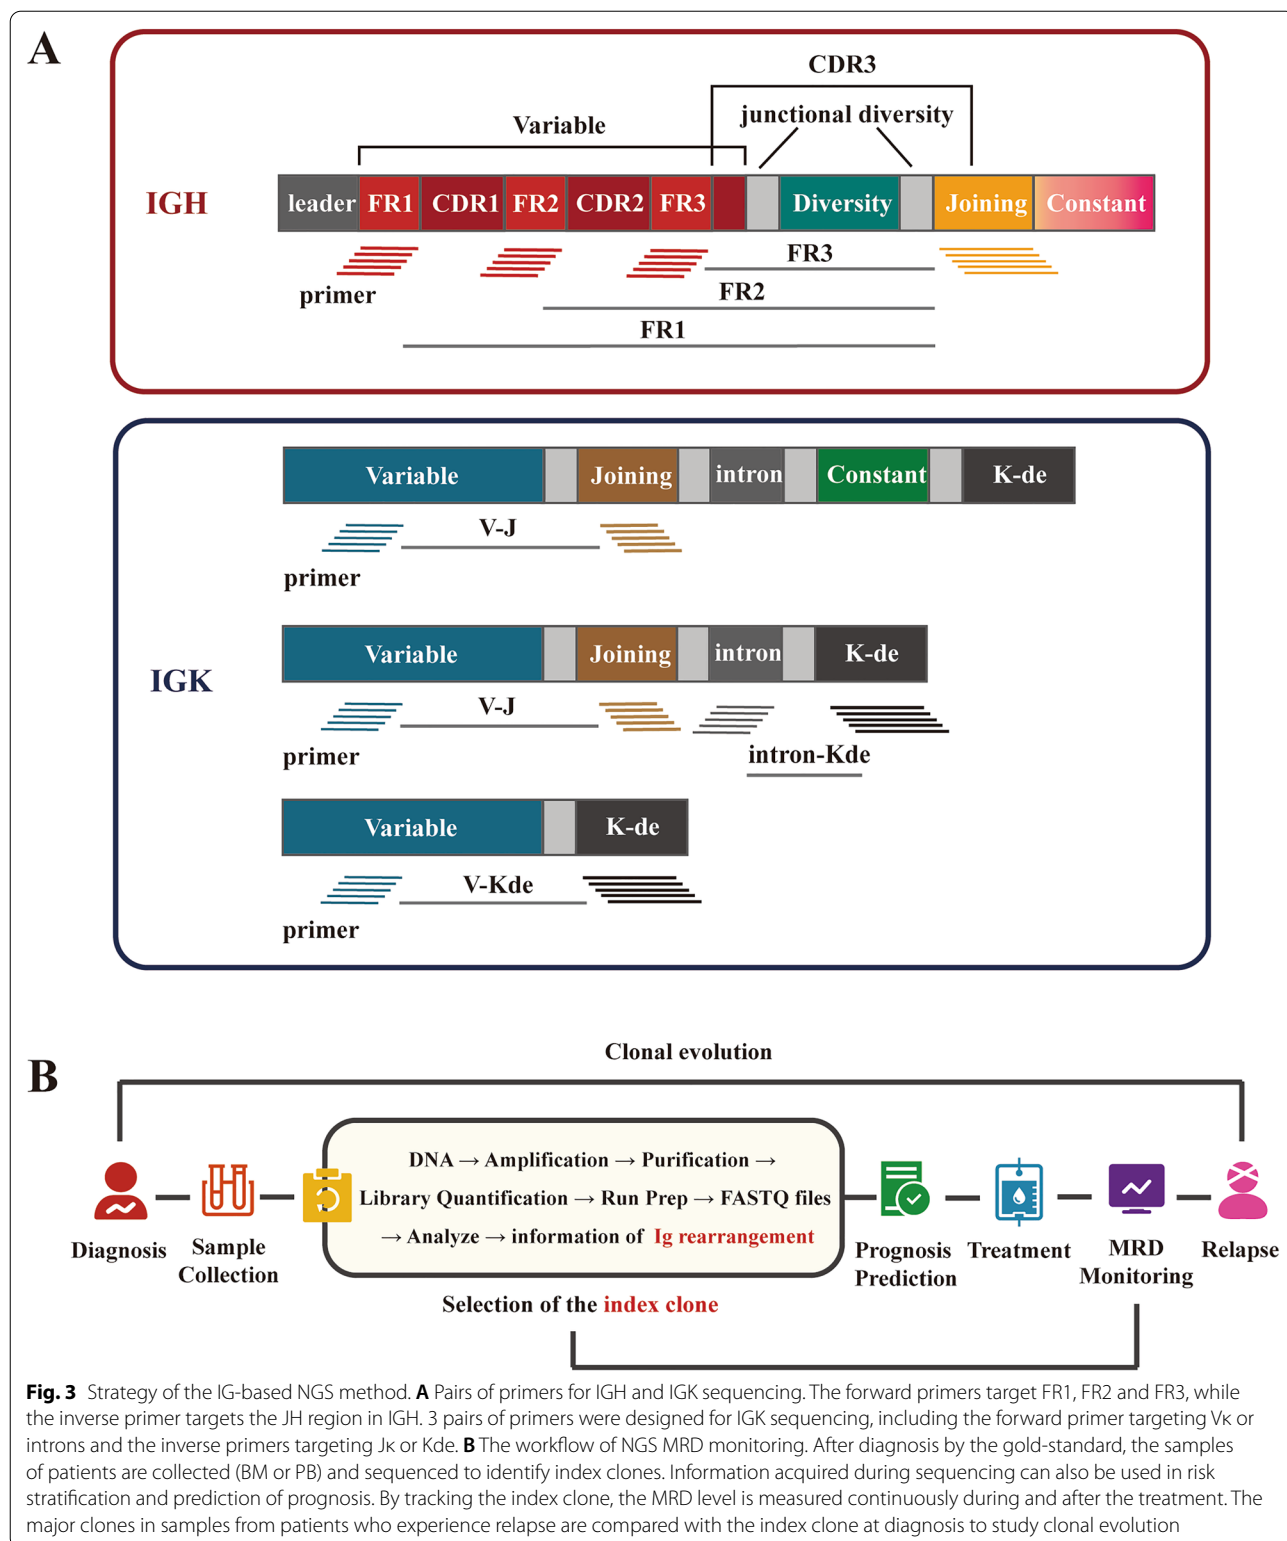 A
CDR3
junctional diversity
Variable
IGH
leader FR1 CDR1 FR2 CDR2 FR3 Diversity Joining Constant
FR3
primer
FR2
FR1
Variable Joining intron Constant K-de
V-J
primer
IGK
Variable Joining intron K-de
V-J
primer
intron-Kde
Variable K-de
V-Kde
primer
B
Clonal evolution
DNA → Amplification → Purification →
Library Quantification → Run Prep → FASTQ files
→ Analyze → information of Ig rearrangement
Diagnosis
Sample
Collection
Prognosis
Prediction
Treatment
MRD
Monitoring
Relapse
Selection of the index clone
Fig. 3 Strategy of the IG-based NGS method. A Pairs of primers for IGH and IGK sequencing. The forward primers target FR1, FR2 and FR3, while
the inverse primer targets the JH region in IGH. 3 pairs of primers were designed for IGK sequencing, including the forward primer targeting Vκ or
introns and the inverse primers targeting Jκ or Kde. B The workflow of NGS MRD monitoring. After diagnosis by the gold-standard, the samples
of patients are collected (BM or PB) and sequenced to identify index clones. Information acquired during sequencing can also be used in risk
stratification and prediction of prognosis. By tracking the index clone, the MRD level is measured continuously during and after the treatment. The
major clones in samples from patients who experience relapse are compared with the index clone at diagnosis to study clonal evolution